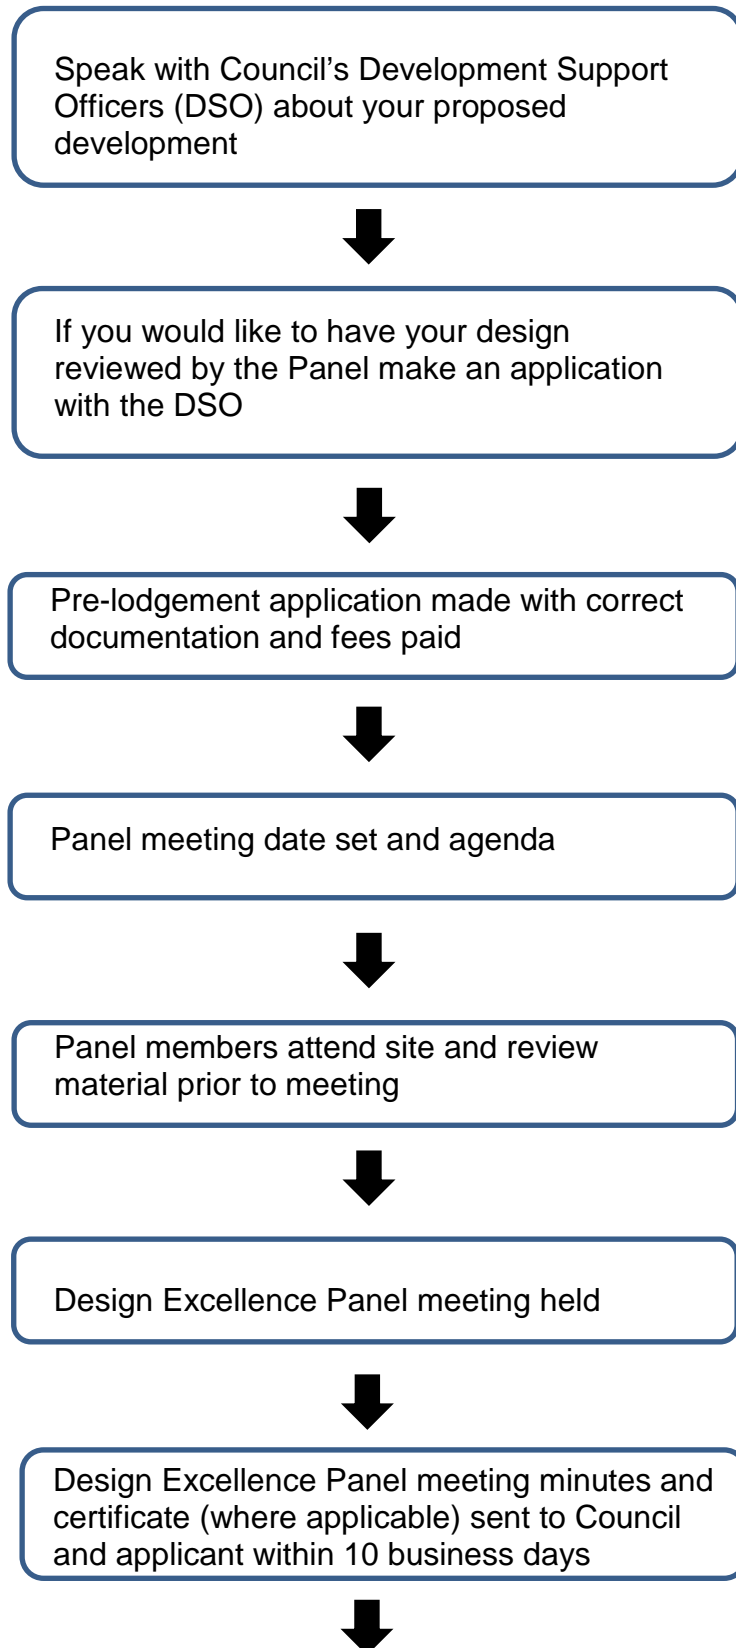 Speak with Council’s Development Support
Officers (DSO) about your proposed
development
If you would like to have your design
reviewed by the Panel make an application
with the DSO
Pre-lodgement application made with correct
documentation and fees paid
Panel meeting date set and agenda
Panel members attend site and review
material prior to meeting
Design Excellence Panel meeting held
Design Excellence Panel meeting minutes and
certificate (where applicable) sent to Council
and applicant within 10 business days